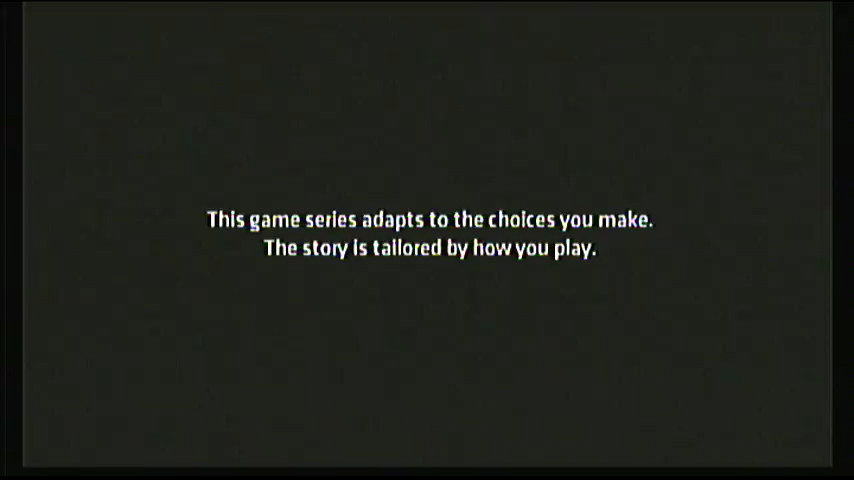 This game series adapts to the choices you make.
The story is tailored by how you play.